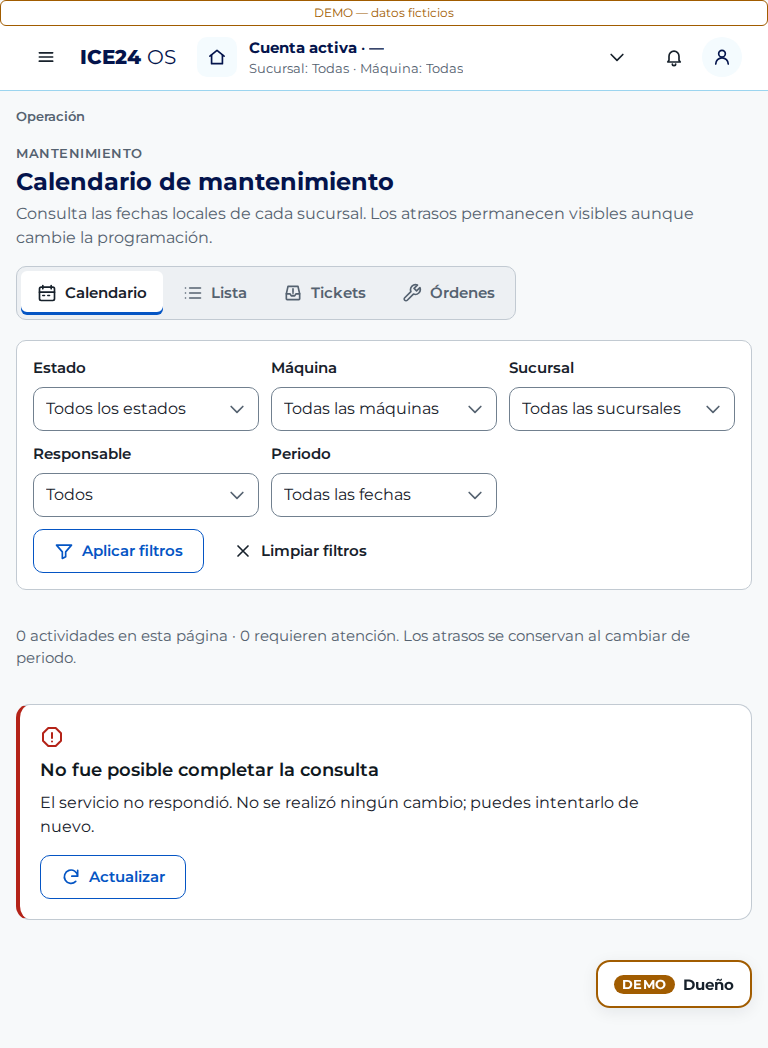 DEMO — datos ficticios
ICE24 OS
Cuenta activa · —
Sucursal: Todas · Máquina: Todas
Operación
MANTENIMIENTO
Calendario de mantenimiento
Consulta las fechas locales de cada sucursal. Los atrasos permanecen visibles aunque
cambie la programación.
Calendario
Lista
Tickets
Órdenes
Estado
Máquina
Sucursal
Todos los estados
Todas las máquinas
Todas las sucursales
Responsable
Periodo
Todos
Todas las fechas
Aplicar filtros
Limpiar filtros
0 actividades en esta página · 0 requieren atención. Los atrasos se conservan al cambiar de
periodo.
No fue posible completar la consulta
El servicio no respondió. No se realizó ningún cambio; puedes intentarlo de
nuevo.
Actualizar
DEMO Dueño